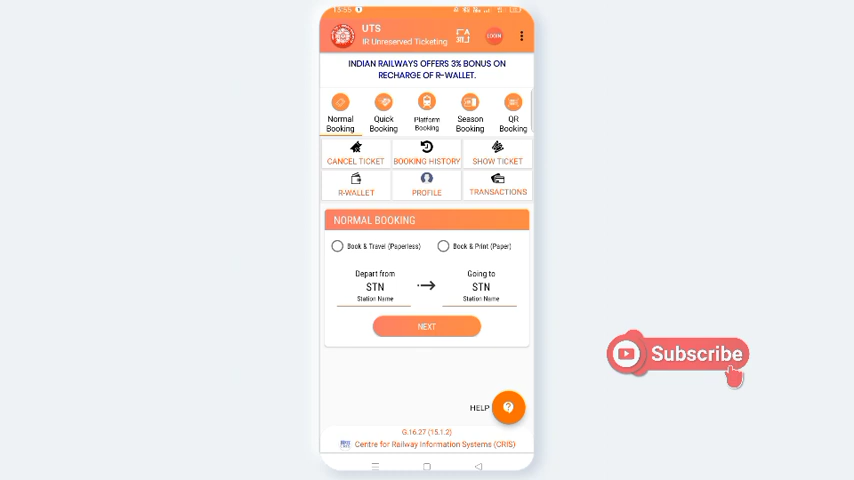 13:55
UTS
IR Unreserved Ticketing
LOGIN
INDIAN RAILWAYS OFFERS 3% BONUS ON
RECHARGE OF R-WALLET.
Normal
Booking
Quick
Booking
Platform
Booking
Season
Booking
QR
Booking
CANCEL TICKET
BOOKING HISTORY
SHOW TICKET
R-WALLET
PROFILE
TRANSACTIONS
NORMAL BOOKING
Book & Travel (Paperless)
Book & Print (Paper)
Depart from
STN
Station Name
Going to
STN
Station Name
NEXT
Subscribe
HELP
G.16.27 (15.1.2)
Centre for Railway Information Systems (CRIS)